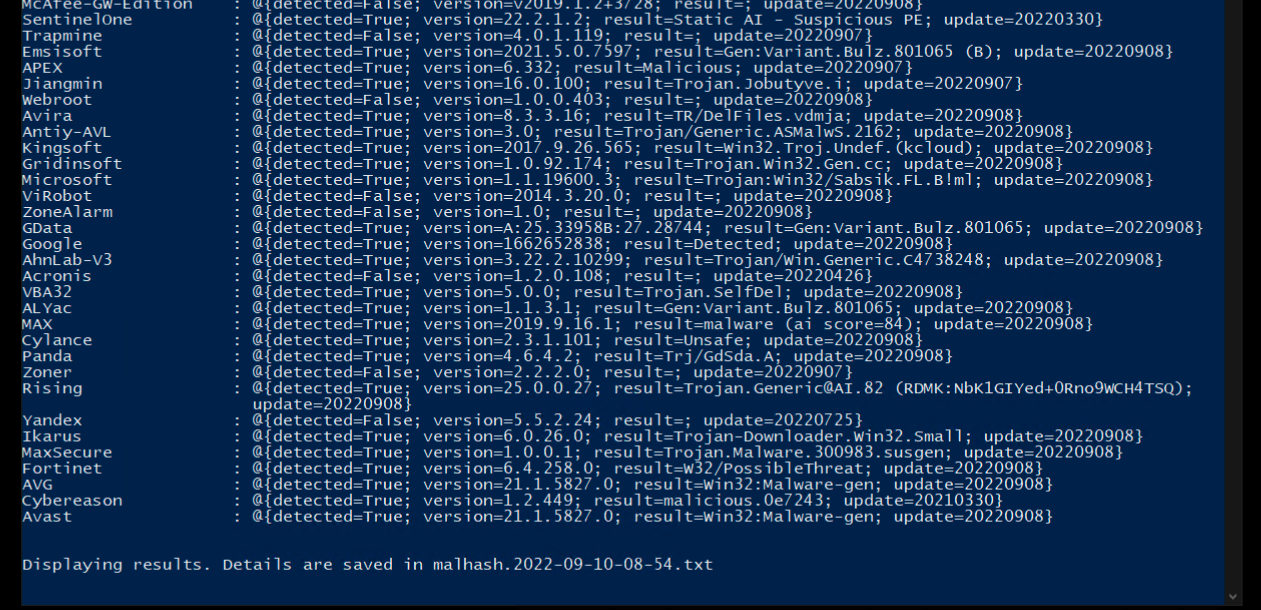 McAfee-GW-Edition : @{detected=False; version=v2019.1.2+3728; result=; update=20220908}
SentinelOne : @{detected=True; version=22.2.1.2; result=Static AI - Suspicious PE; update=20220330}
Trapmine : @{detected=False; version=4.0.1.119; result=; update=20220907}
Emsisoft : @{detected=True; version=2021.5.0.7597; result=Gen:Variant.Bulz.801065 (B); update=20220908}
APEX : @{detected=True; version=6.332; result=Malicious; update=20220907}
Jiangmin : @{detected=True; version=16.0.100; result=Trojan.Jobutyve.i; update=20220907}
Webroot : @{detected=False; version=1.0.0.403; result=; update=20220908}
Avira : @{detected=True; version=8.3.3.16; result=TR/DelFiles.vdmja; update=20220908}
Antiy-AVL : @{detected=True; version=3.0; result=Trojan/Generic.ASMalwS.2162; update=20220908}
Kingsoft : @{detected=True; version=2017.9.26.565; result=Win32.Troj.Undef.(kcloud); update=20220908}
Gridinsoft : @{detected=True; version=1.0.92.174; result=Trojan.Win32.Gen.cc; update=20220908}
Microsoft : @{detected=True; version=1.1.19600.3; result=Trojan:Win32/Sabsik.FL.B!ml; update=20220908}
ViRobot : @{detected=False; version=2014.3.20.0; result=; update=20220908}
ZoneAlarm : @{detected=False; version=1.0; result=; update=20220908}
GData : @{detected=True; version=A:25.33958B:27.28744; result=Gen:Variant.Bulz.801065; update=20220908}
Google : @{detected=True; version=1662652838; result=Detected; update=20220908}
AhnLab-V3 : @{detected=True; version=3.22.2.10299; result=Trojan/Win.Generic.C4738248; update=20220908}
Acronis : @{detected=False; version=1.2.0.108; result=; update=20220426}
VBA32 : @{detected=True; version=5.0.0; result=Trojan.SelfDel; update=20220908}
ALYac : @{detected=True; version=1.1.3.1; result=Gen:Variant.Bulz.801065; update=20220908}
MAX : @{detected=True; version=2019.9.16.1; result=malware (ai score=84); update=20220908}
Cylance : @{detected=True; version=2.3.1.101; result=Unsafe; update=20220908}
Panda : @{detected=True; version=4.6.4.2; result=Trj/GdSda.A; update=20220908}
Zoner : @{detected=False; version=2.2.2.0; result=; update=20220907}
Rising : @{detected=True; version=25.0.0.27; result=Trojan.Generic@AI.82 (RDMK:NbK1GIYed+0Rno9WCH4TSQ);
update=20220908}
Yandex : @{detected=False; version=5.5.2.24; result=; update=20220725}
Ikarus : @{detected=True; version=6.0.26.0; result=Trojan-Downloader.Win32.Small; update=20220908}
MaxSecure : @{detected=True; version=1.0.0.1; result=Trojan.Malware.300983.susgen; update=20220908}
Fortinet : @{detected=True; version=6.4.258.0; result=W32/PossibleThreat; update=20220908}
AVG : @{detected=True; version=21.1.5827.0; result=Win32:Malware-gen; update=20220908}
Cybereason : @{detected=True; version=1.2.449; result=malicious.0e7243; update=20210330}
Avast : @{detected=True; version=21.1.5827.0; result=Win32:Malware-gen; update=20220908}
Displaying results. Details are saved in malhash.2022-09-10-08-54.txt